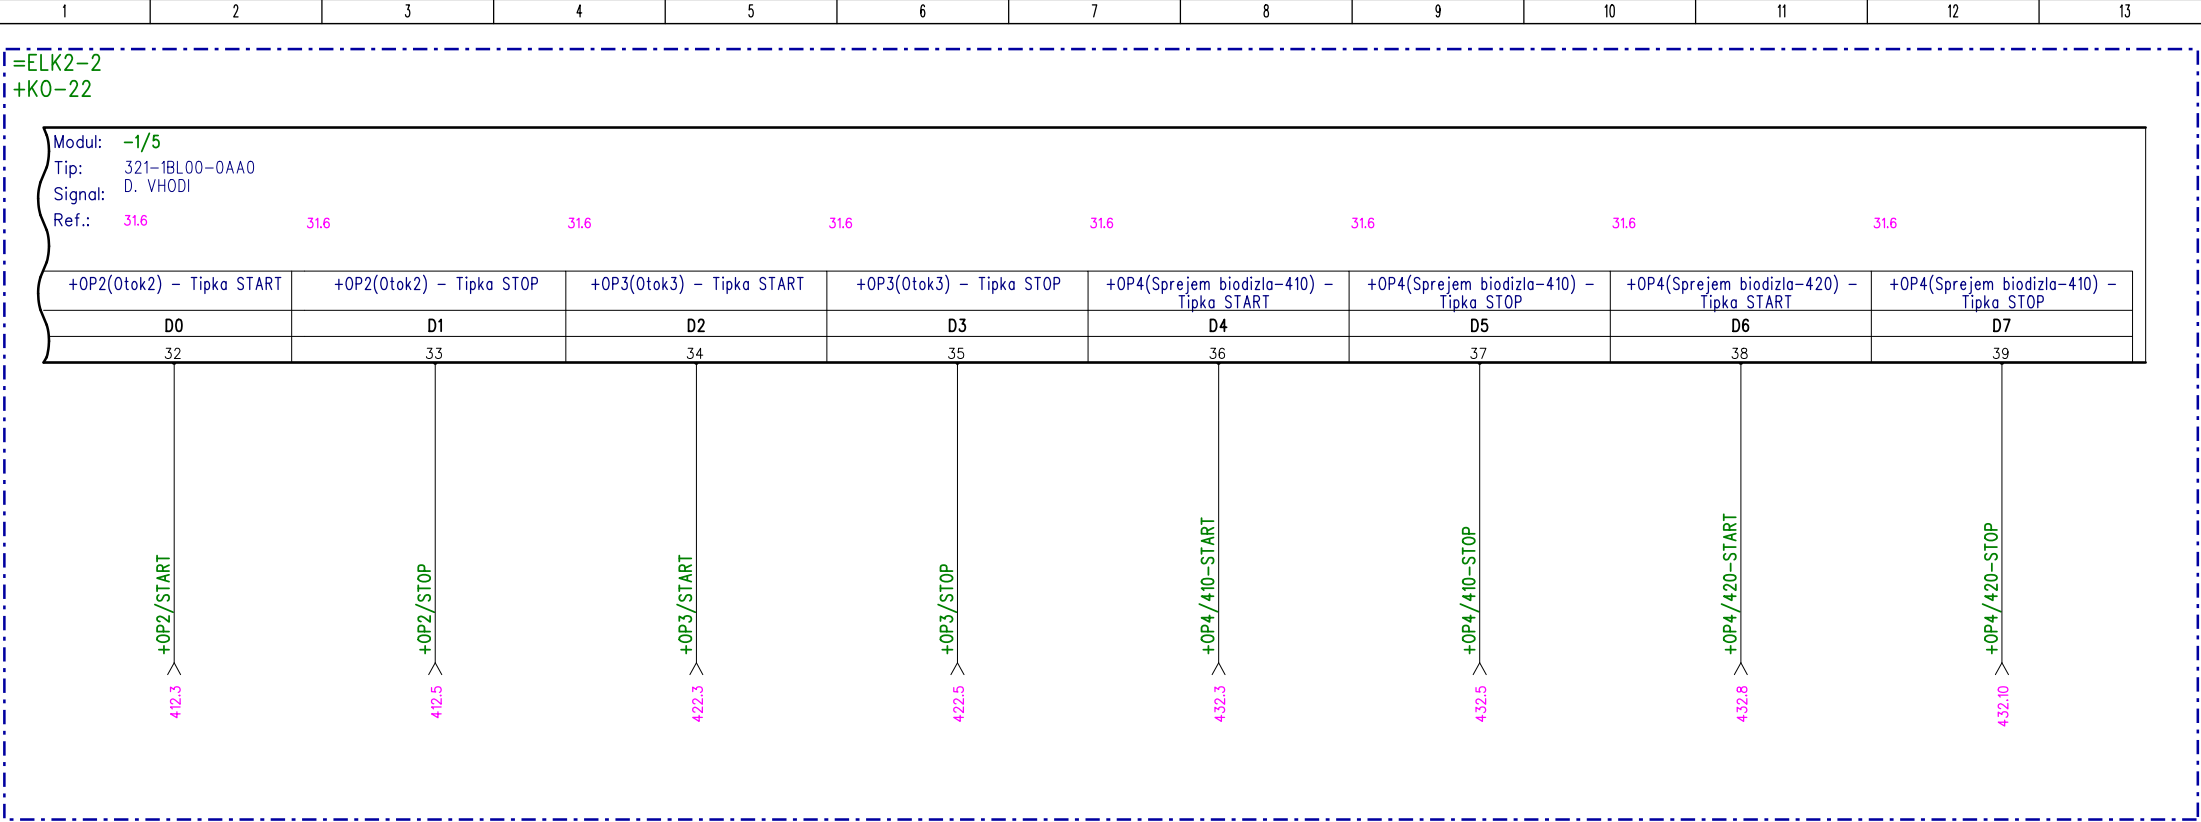 1 2 3 4 5 6 7 8 9 10 11 12 13
=ELK2-2
+KO-22
Modul: -1/5
Tip: 321-1BL00-0AA0
Signal: D. VHODI
Ref.: 31.6 31.6 31.6 31.6 31.6 31.6 31.6 31.6
+OP2(Otok2) - Tipka START
+OP2(Otok2) - Tipka STOP
+OP3(Otok3) - Tipka START
+OP3(Otok3) - Tipka STOP
+OP4(Sprejem biodizla-410) -
Tipka START
+OP4(Sprejem biodizla-410) -
Tipka STOP
+OP4(Sprejem biodizla-420) -
Tipka START
+OP4(Sprejem biodizla-410) -
Tipka STOP
D0 D1 D2 D3 D4 D5 D6 D7
32 33 34 35 36 37 38 39
+OP2/START
+OP2/STOP
+OP3/START
+OP3/STOP
+OP4/410-START
+OP4/410-STOP
+OP4/420-START
+OP4/420-STOP
412.3
412.5
422.3
422.5
432.3
432.5
432.8
432.10